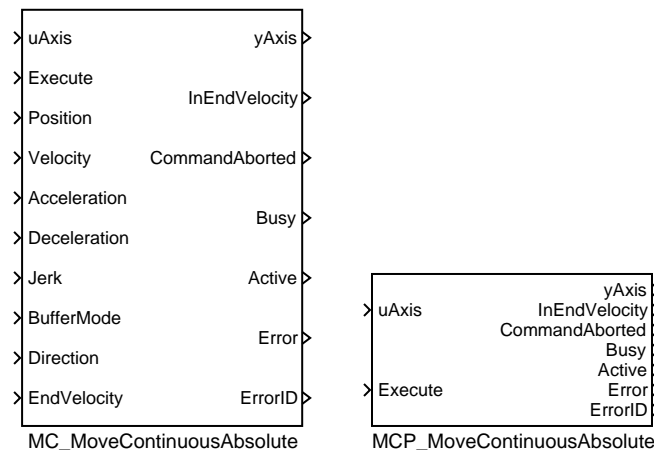 uAxis
Execute
Position
Velocity
Acceleration
Deceleration
Jerk
BufferMode
Direction
EndVelocity
yAxis
InEndVelocity
CommandAborted
Busy
Active
Error
ErrorID
MC_MoveContinuousAbsolute
uAxis
Execute
yAxis
InEndVelocity
CommandAborted
Busy
Active
Error
ErrorID
MCP_MoveContinuousAbsolute